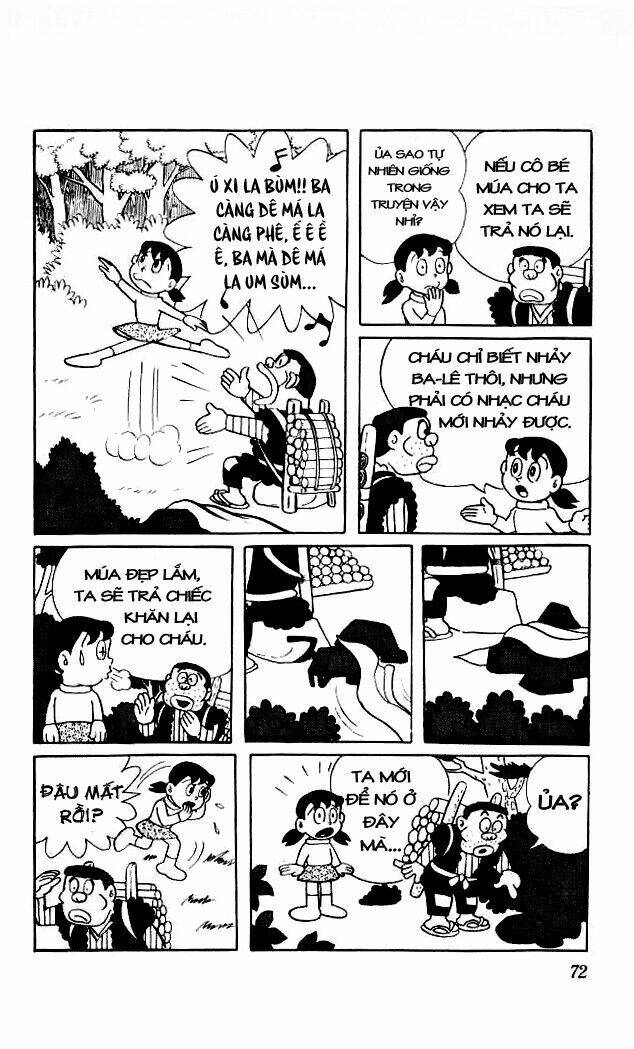 NẾU CÔ BÉ
MÚA CHO TA
XEM TA SẼ
TRẢ NÓ LẠI.
ỦA SAO TỰ
NHIÊN GIỐNG
TRONG
TRUYỆN VẬY
NHỈ?
CHÁU CHỈ BIẾT NHẢY
BA-LÊ THÔI, NHƯNG
PHẢI CÓ NHẠC CHÁU
MỚI NHẢY ĐƯỢC.
Ú XI LA BÙM!! BA
CÀNG DÊ MÁ LA
CÀNG PHÊ, Ế Ê Ề
Ê, BA MÀ DÊ MÁ
LA UM SÙM...
MÚA ĐẸP LẮM,
TA SẼ TRẢ CHIẾC
KHĂN LẠI
CHO CHÁU.
ỦA?
TA MỚI
ĐỂ NÓ Ở
ĐÂY
MÀ...
ĐÂU MẤT
RỒI?
72